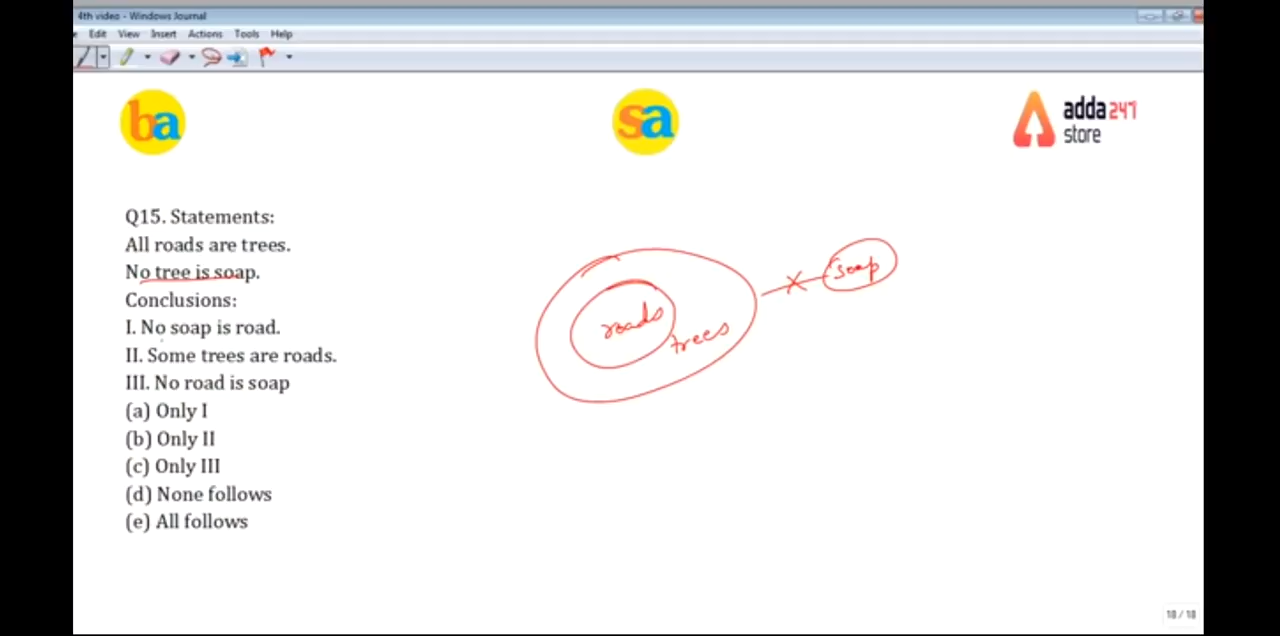 4th video - Windows Journal
e Edit View Insert Actions Tools Help
ba
sa
adda247
store
Q15. Statements:
All roads are trees.
No tree is soap.
Conclusions:
I. No soap is road.
II. Some trees are roads.
III. No road is soap
(a) Only I
(b) Only II
(c) Only III
(d) None follows
(e) All follows
roads
trees
soap
18 / 18